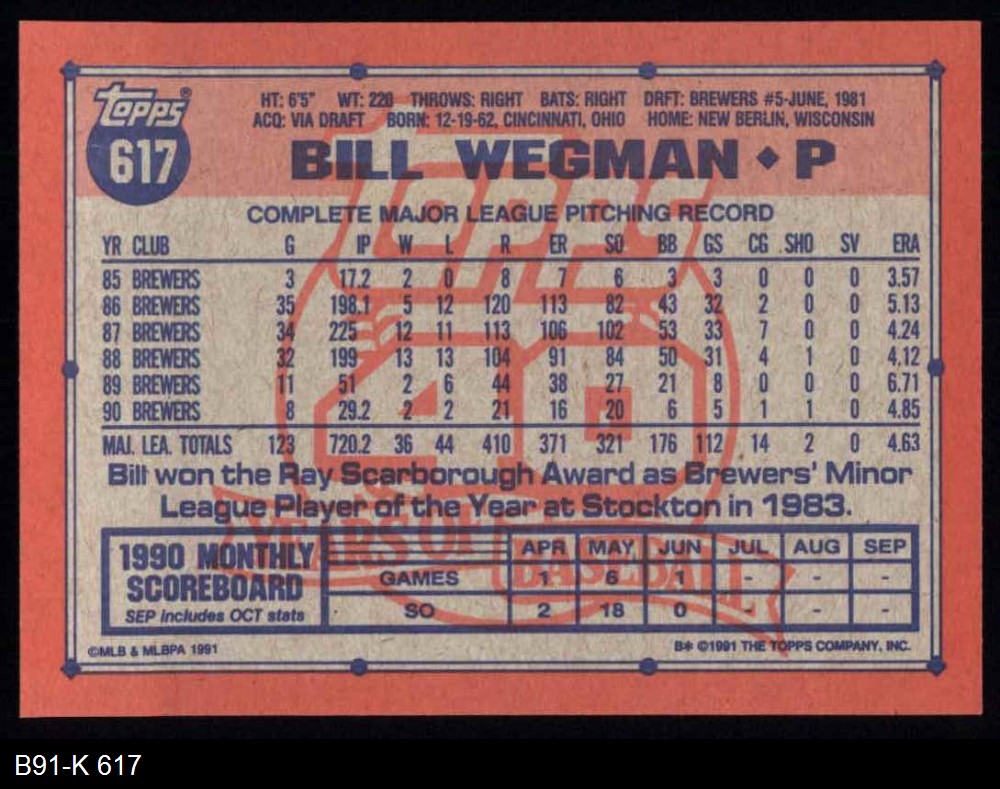 Topps®
617
HT: 6'5" WT: 220 THROWS: RIGHT BATS: RIGHT DRFT: BREWERS #5-JUNE, 1981
ACQ: VIA DRAFT BORN: 12-19-62, CINCINNATI, OHIO HOME: NEW BERLIN, WISCONSIN
BILL WEGMAN ◆ P
COMPLETE MAJOR LEAGUE PITCHING RECORD
YR CLUB G IP W L R ER SO BB GS CG SHO SV ERA
85 BREWERS 3 17.2 2 0 8 7 6 3 3 0 0 0 3.57
86 BREWERS 35 198.1 5 12 120 113 82 43 32 2 0 0 5.13
87 BREWERS 34 225 12 11 113 106 102 53 33 7 0 0 4.24
88 BREWERS 32 199 13 13 104 91 84 50 31 4 1 0 4.12
89 BREWERS 11 51 2 6 44 38 27 21 8 0 0 0 6.71
90 BREWERS 8 29.2 2 2 21 16 20 6 5 1 1 0 4.85
MAJ. LEA. TOTALS 123 720.2 36 44 410 371 321 176 112 14 2 0 4.63
Topps
40
YEARS OF
BASEBALL
Bill won the Ray Scarborough Award as Brewers' Minor
League Player of the Year at Stockton in 1983.
1990 MONTHLY
SCOREBOARD
SEP includes OCT stats
APR MAY JUN JUL AUG SEP
GAMES 1 6 1 - - -
SO 2 18 0 - - -
©MLB & MLBPA 1991
B* ©1991 THE TOPPS COMPANY, INC.
B91-K 617